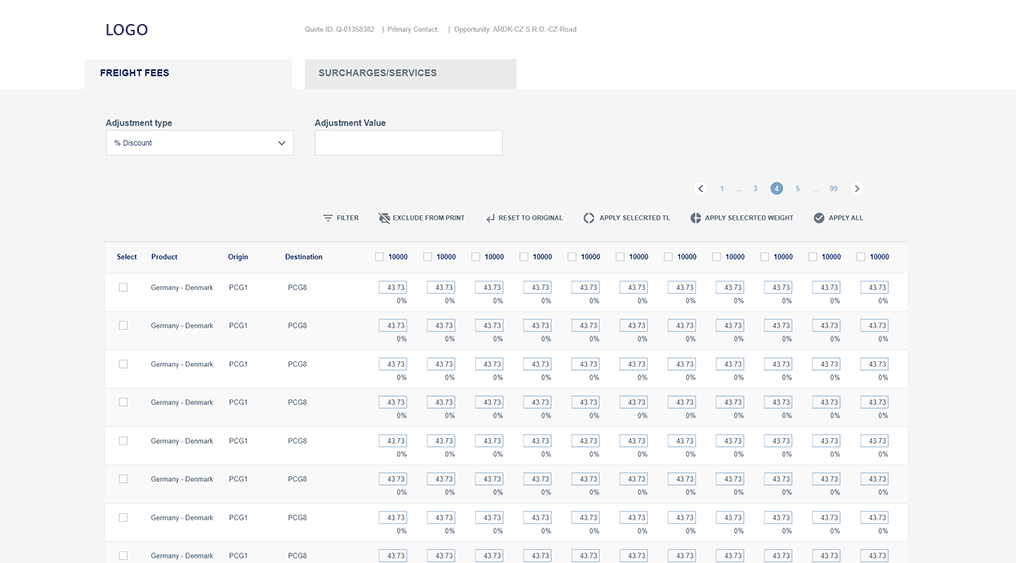 LOGO
Quote ID: Q-01358382 | Primary Contact: | Opportunity: ARDK-CZ S.R.O.-CZ-Road
FREIGHT FEES SURCHARGES/SERVICES
Adjustment type Adjustment Value
% Discount
1 ... 3 4 5 ... 99
FILTER EXCLUDE FROM PRINT RESET TO ORIGINAL APPLY SELECRTED TL APPLY SELECRTED WEIGHT APPLY ALL
Select Product Origin Destination 10000 10000 10000 10000 10000 10000 10000 10000 10000 10000 10000
Germany - Denmark PCG1 PCG8 43.73 43.73 43.73 43.73 43.73 43.73 43.73 43.73 43.73 43.73 43.73
0% 0% 0% 0% 0% 0% 0% 0% 0% 0% 0%
Germany - Denmark PCG1 PCG8 43.73 43.73 43.73 43.73 43.73 43.73 43.73 43.73 43.73 43.73 43.73
0% 0% 0% 0% 0% 0% 0% 0% 0% 0% 0%
Germany - Denmark PCG1 PCG8 43.73 43.73 43.73 43.73 43.73 43.73 43.73 43.73 43.73 43.73 43.73
0% 0% 0% 0% 0% 0% 0% 0% 0% 0% 0%
Germany - Denmark PCG1 PCG8 43.73 43.73 43.73 43.73 43.73 43.73 43.73 43.73 43.73 43.73 43.73
0% 0% 0% 0% 0% 0% 0% 0% 0% 0% 0%
Germany - Denmark PCG1 PCG8 43.73 43.73 43.73 43.73 43.73 43.73 43.73 43.73 43.73 43.73 43.73
0% 0% 0% 0% 0% 0% 0% 0% 0% 0% 0%
Germany - Denmark PCG1 PCG8 43.73 43.73 43.73 43.73 43.73 43.73 43.73 43.73 43.73 43.73 43.73
0% 0% 0% 0% 0% 0% 0% 0% 0% 0% 0%
Germany - Denmark PCG1 PCG8 43.73 43.73 43.73 43.73 43.73 43.73 43.73 43.73 43.73 43.73 43.73
0% 0% 0% 0% 0% 0% 0% 0% 0% 0% 0%
Germany - Denmark PCG1 PCG8 43.73 43.73 43.73 43.73 43.73 43.73 43.73 43.73 43.73 43.73 43.73